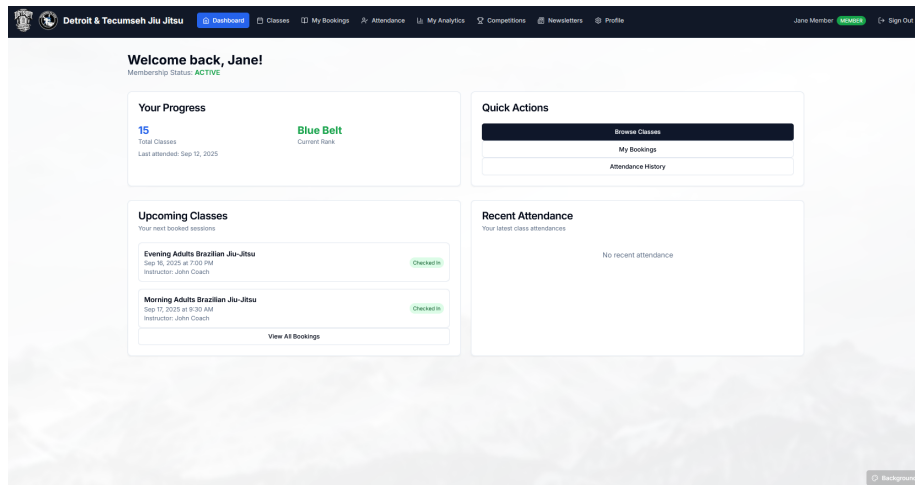 Detroit & Tecumseh Jiu Jitsu
Dashboard
Classes
My Bookings
Attendance
My Analytics
Competitions
Newsletters
Profile
Jane Member
MEMBER
Sign Out
Welcome back, Jane!
Membership Status: ACTIVE
Your Progress
15
Total Classes
Blue Belt
Current Rank
Last attended: Sep 12, 2025
Quick Actions
Browse Classes
My Bookings
Attendance History
Upcoming Classes
Your next booked sessions
Evening Adults Brazilian Jiu-Jitsu
Sep 16, 2025 at 7:00 PM
Instructor: John Coach
Checked In
Morning Adults Brazilian Jiu-Jitsu
Sep 17, 2025 at 9:30 AM
Instructor: John Coach
Checked In
View All Bookings
Recent Attendance
Your latest class attendances
No recent attendance
Background